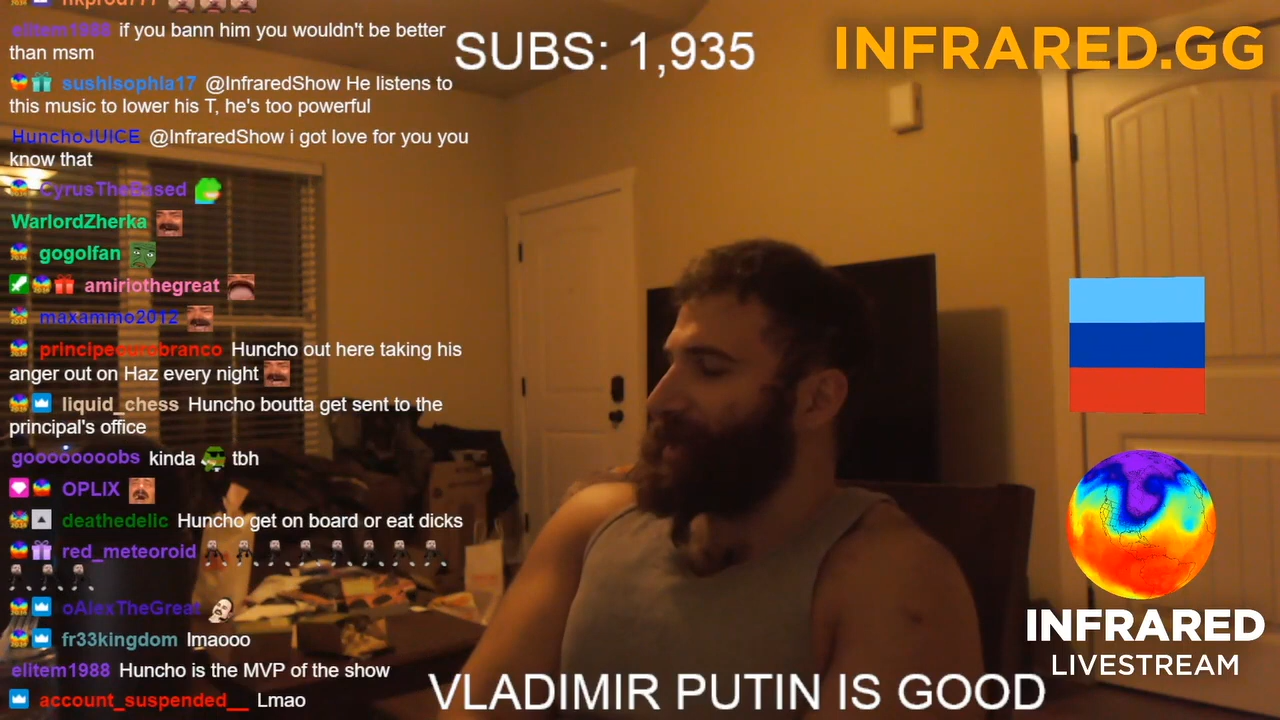 elitem1988 if you bann him you wouldn't be better
than msm
sushisophia17 @InfraredShow He listens to
this music to lower his T, he's too powerful
HunchoJUICE @InfraredShow i got love for you you
know that
CyrusTheBased
WarlordZherka
gogolfan
amiriothegreat
maxammo2012
principeourobranco Huncho out here taking his
anger out on Haz every night
liquid_chess Huncho boutta get sent to the
principal's office
goooooooobs kinda tbh
OPLiX
deathedelic Huncho get on board or eat dicks
red_meteoroid
oAlexTheGreat
fr33kingdom lmaooo
elitem1988 Huncho is the MVP of the show
account_suspended__ Lmao
SUBS: 1,935
INFRARED.GG
INFRARED
LIVESTREAM
VLADIMIR PUTIN IS GOOD